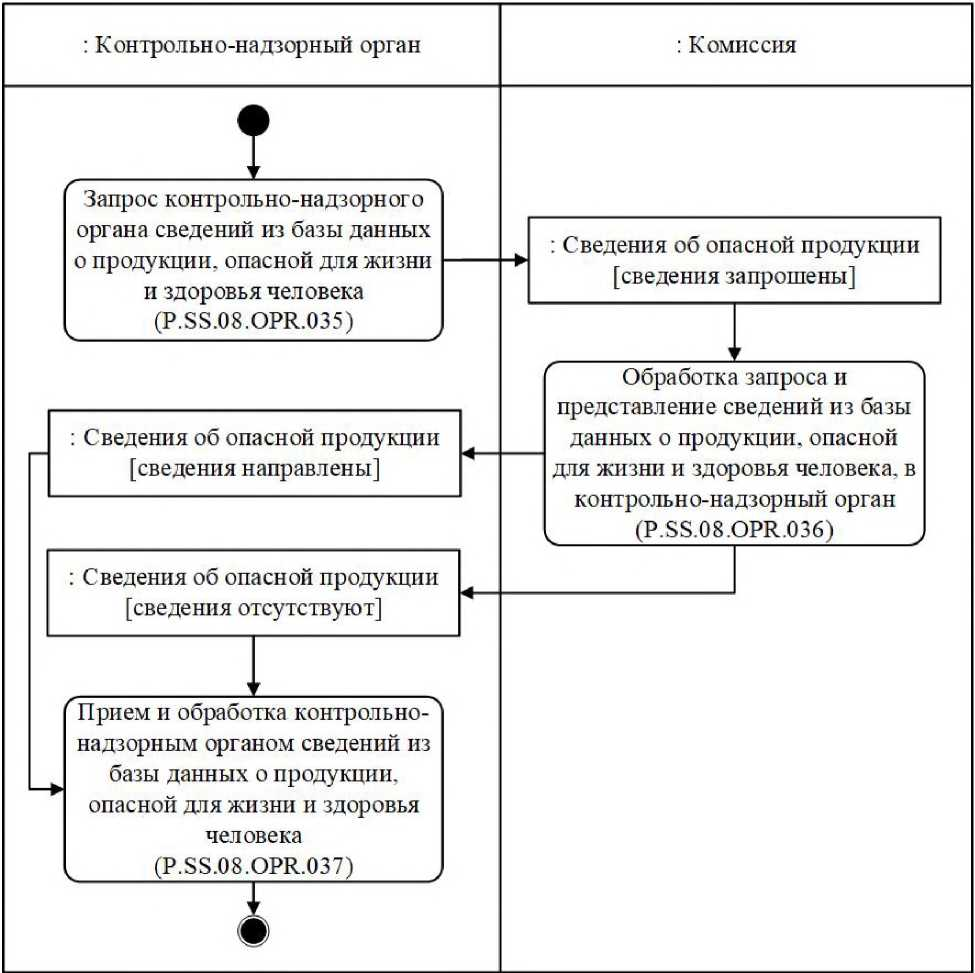 : Контрольно-надзорный орган
: Комиссия
Запрос контрольно-надзорного
органа сведений из базы данных
о продукции, опасной для жизни
и здоровья человека
(P.SS.08.OPR.035)
: Сведения об опасной продукции
[сведения запрошены]
Обработка запроса и
представление сведений из базы
данных о продукции, опасной
для жизни и здоровья человека, в
контрольно-надзорный орган
(P.SS.08.OPR.036)
: Сведения об опасной продукции
[сведения направлены]
: Сведения об опасной продукции
[сведения отсутствуют]
Прием и обработка контрольно-
надзорным органом сведений из
базы данных о продукции,
опасной для жизни и здоровья
человека
(P.SS.08.OPR.037)